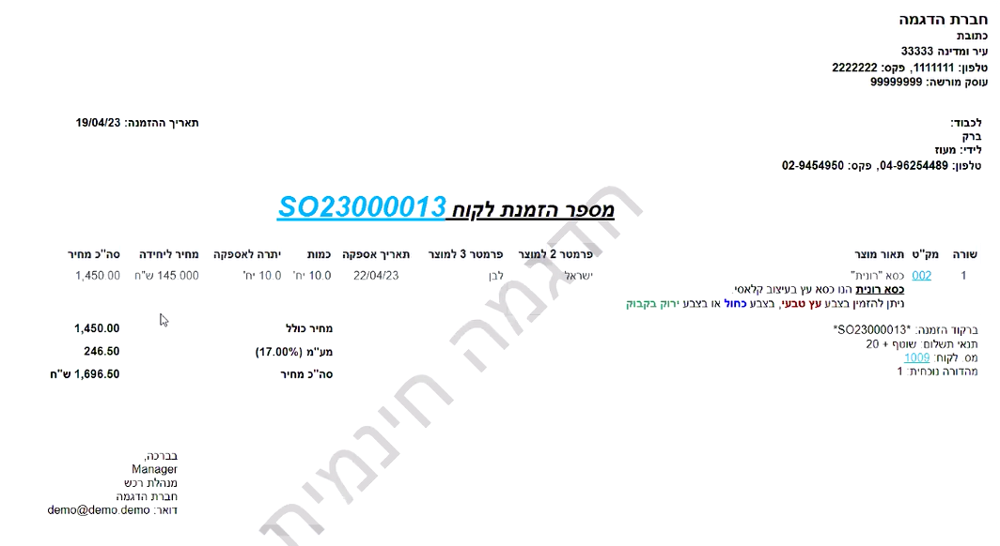 חברת הדגמה
כתובת
עיר ומדינה 33333
טלפון: 1111111, פקס: 2222222
עוסק מורשה: 99999999
לכבוד:
תאריך ההזמנה: 19/04/23
ברק
לידי: מעוז
טלפון: 04-96254489, פקס: 02-9454950
מספר הזמנת לקוח SO23000013
שורה מק"ט תאור מוצר פרמטר 2 למוצר פרמטר 3 למוצר תאריך אספקה כמות יתרה לאספקה מחיר ליחידה סה"כ מחיר
1 002 כסא "רונית" ישראל לבן 22/04/23 10.0 יח' 10.0 יח' 145.000 ש"ח 1,450.00
כסא רונית הנו כסא עץ בעיצוב קלאסי.
ניתן להזמין בצבע עץ טבעי, בצבע כחול או בצבע ירוק בקבוק
ברקוד הזמנה: *SO23000013*
תנאי תשלום: שוטף + 20
מס. לקוח: 1009
מהדורה נוכחית: 1
מחיר כולל 1,450.00
מע"מ (17.00%) 246.50
סה"כ מחיר 1,696.50 ש"ח
בברכה,
Manager
מנהלת רכש
חברת הדגמה
דואר: demo@demo.demo
הדגמה חינמית